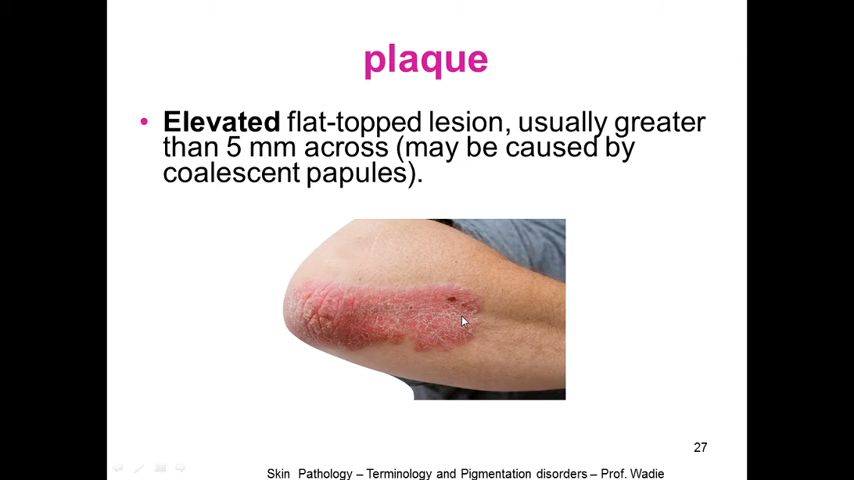 plaque
• Elevated flat-topped lesion, usually greater
than 5 mm across (may be caused by
coalescent papules).
27
Skin Pathology – Terminology and Pigmentation disorders – Prof. Wadie